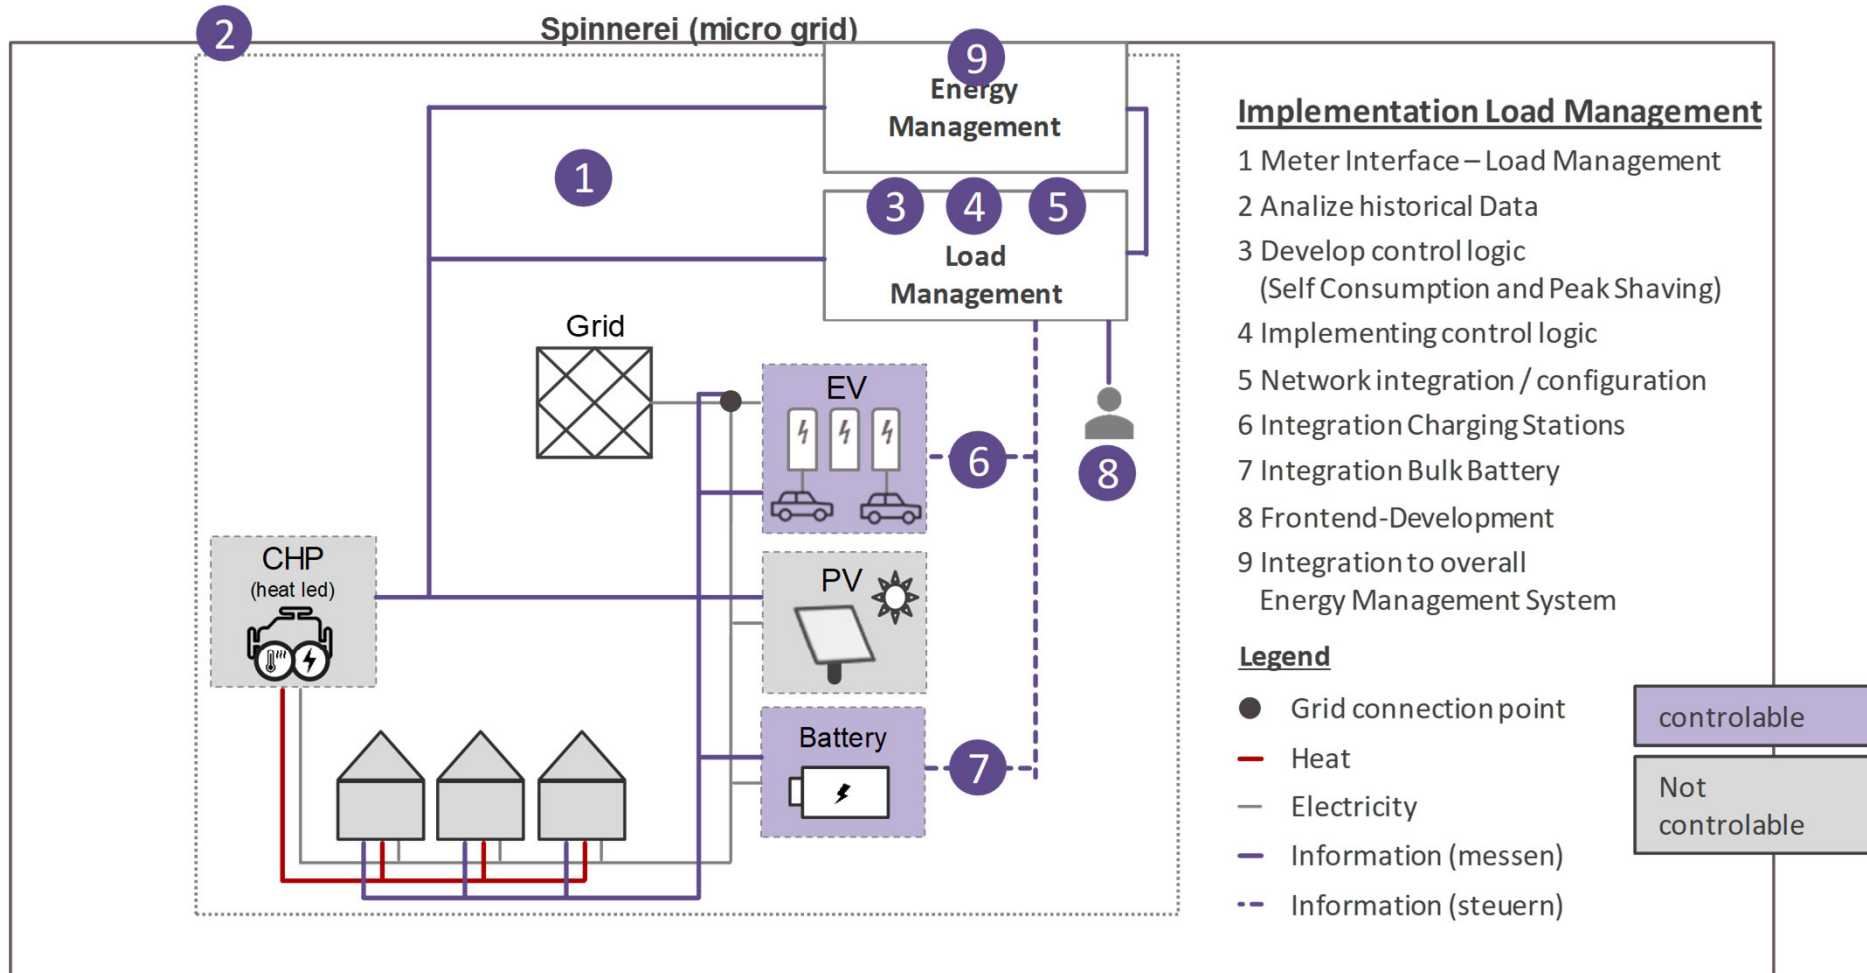 Spinnerei (micro grid)
2
9
Energy
Management
1
3 4 5
Load
Management
Grid
EV
6
8
CHP
(heat led)
PV
Battery
7
Implementation Load Management
1 Meter Interface – Load Management
2 Analize historical Data
3 Develop control logic
(Self Consumption and Peak Shaving)
4 Implementing control logic
5 Network integration / configuration
6 Integration Charging Stations
7 Integration Bulk Battery
8 Frontend-Development
9 Integration to overall
Energy Management System
Legend
Grid connection point
Heat
Electricity
Information (messen)
Information (steuern)
controlable
Not
controlable